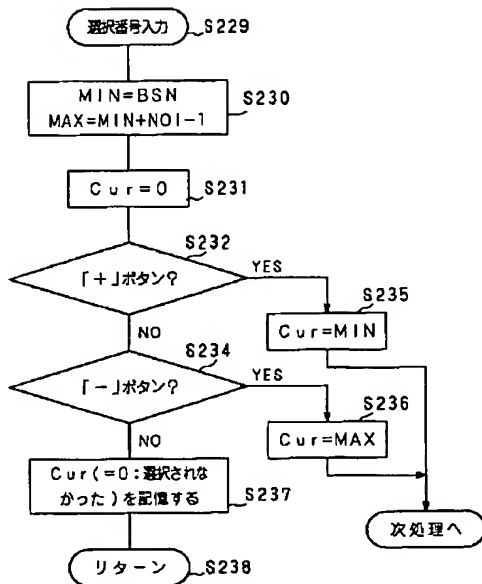 選択番号入力
S229
MIN=BSN
MAX=MIN+NOI-1
S230
Cur=0
S231
S232
「+」ボタン?
YES
S235
NO
Cur=MIN
S234
「-」ボタン?
YES
S236
NO
Cur=MAX
Cur(=0:選択されな
かった)を記憶する
S237
次処理へ
リターン
S238